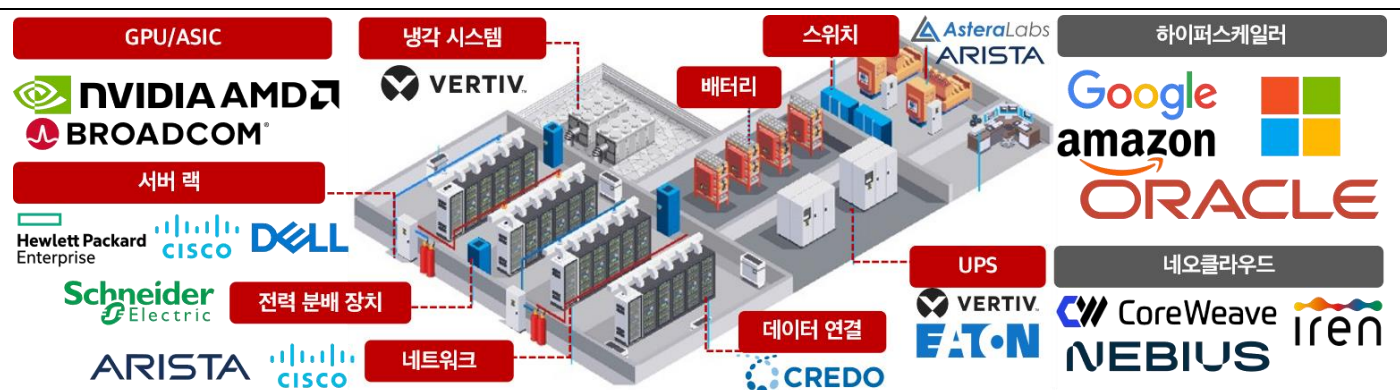 GPU/ASIC
NVIDIA AMD
BROADCOM
냉각 시스템
VERTIV
배터리
스위치
AsteraLabs
ARISTA
하이퍼스케일러
Google
amazon
ORACLE
서버 랙
Hewlett Packard
Enterprise
CISCO
DELL
Schneider
Electric
전력 분배 장치
ARISTA
CISCO
네트워크
데이터 연결
CREDO
UPS
VERTIV
EATON
네오클라우드
CoreWeave
iren
NEBIUS